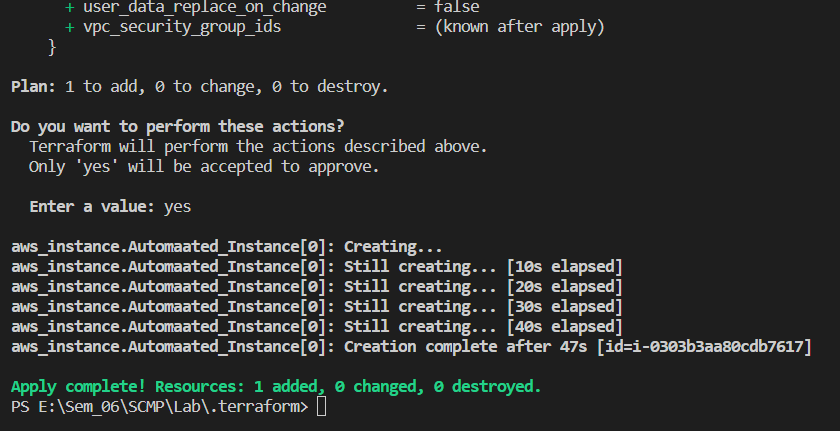 + user_data_replace_on_change          = false
+ vpc_security_group_ids               = (known after apply)
}
Plan: 1 to add, 0 to change, 0 to destroy.
Do you want to perform these actions?
Terraform will perform the actions described above.
Only 'yes' will be accepted to approve.
Enter a value: yes
aws_instance.Automaated_Instance[0]: Creating...
aws_instance.Automaated_Instance[0]: Still creating... [10s elapsed]
aws_instance.Automaated_Instance[0]: Still creating... [20s elapsed]
aws_instance.Automaated_Instance[0]: Still creating... [30s elapsed]
aws_instance.Automaated_Instance[0]: Still creating... [40s elapsed]
aws_instance.Automaated_Instance[0]: Creation complete after 47s [id=i-0303b3aa80cdb7617]
Apply complete! Resources: 1 added, 0 changed, 0 destroyed.
PS E:\Sem_06\SCMP\Lab\.terraform>